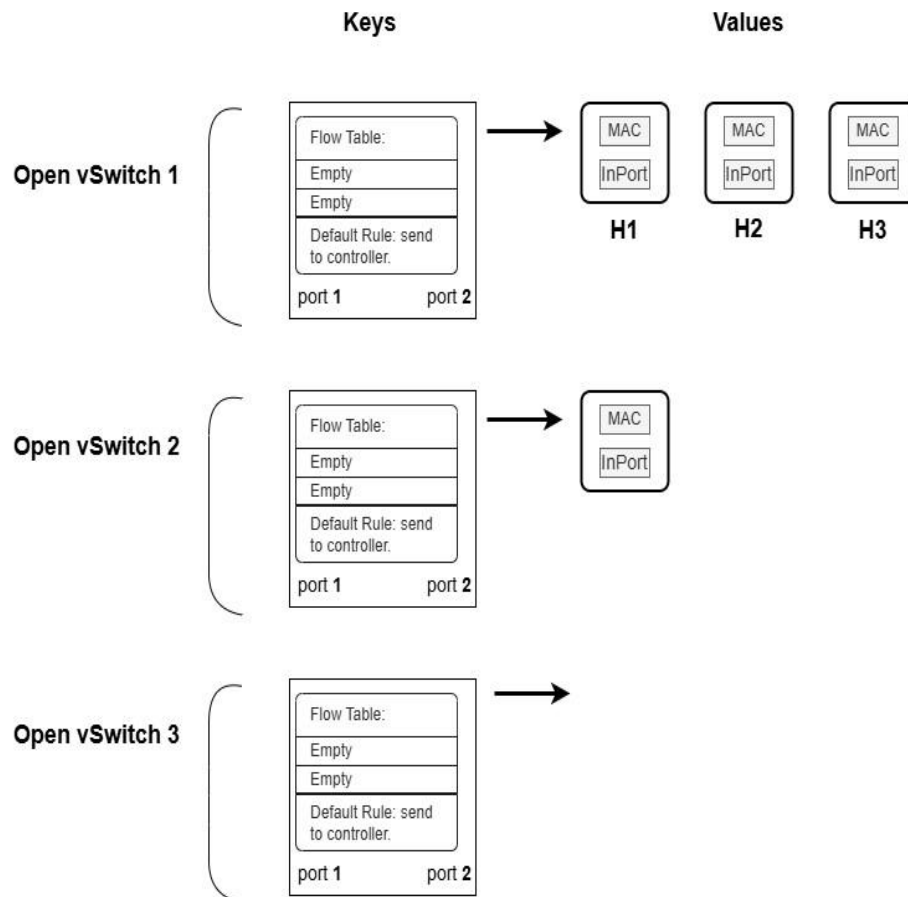 Keys Values
Open vSwitch 1
Flow Table:
Empty
Empty
Default Rule: send
to controller.
port 1 port 2
MAC
InPort
H1
MAC
InPort
H2
MAC
InPort
H3
Open vSwitch 2
Flow Table:
Empty
Empty
Default Rule: send
to controller.
port 1 port 2
MAC
InPort
Open vSwitch 3
Flow Table:
Empty
Empty
Default Rule: send
to controller.
port 1 port 2